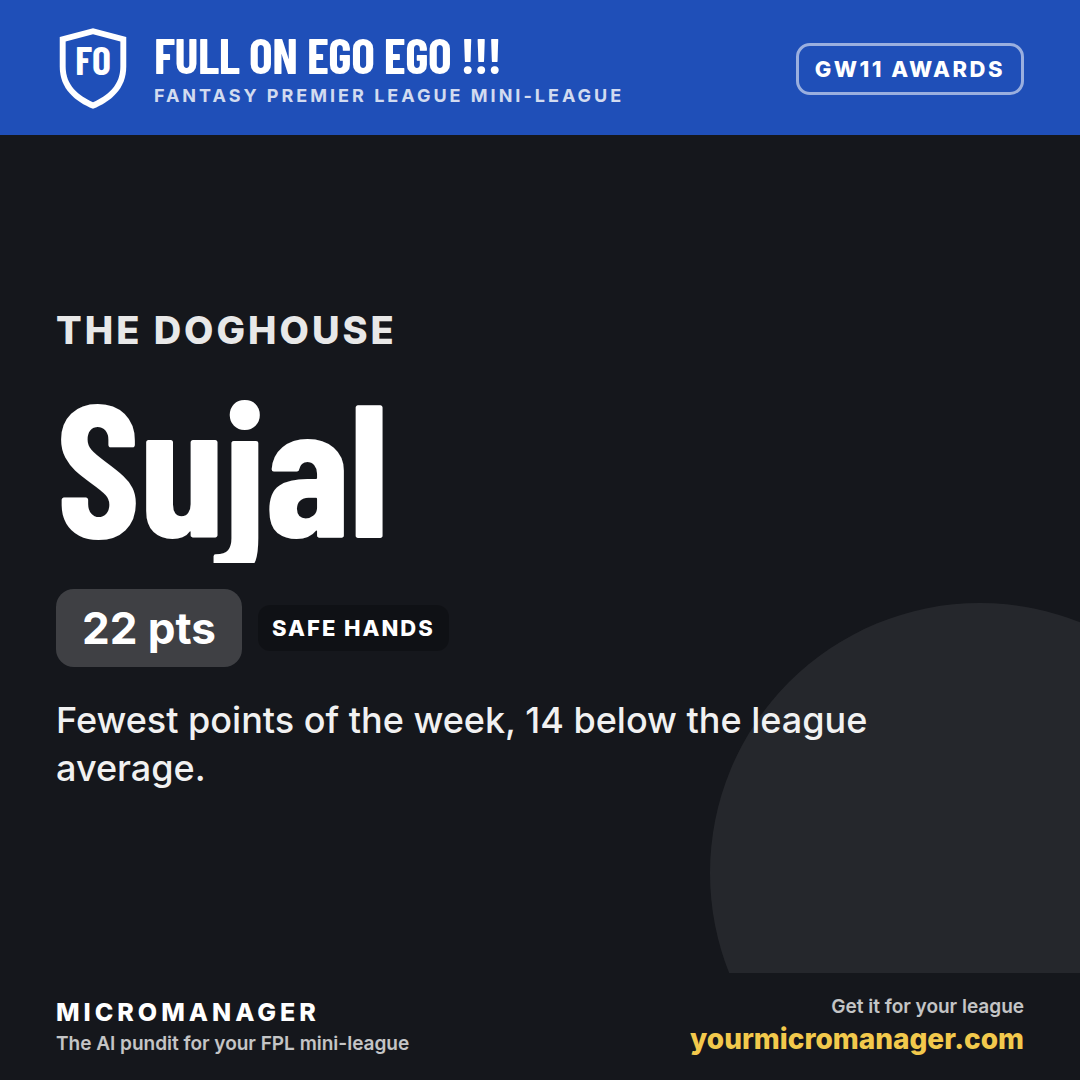 FO
FULL ON EGO EGO !!!
FANTASY PREMIER LEAGUE MINI-LEAGUE
GW11 AWARDS
THE DOGHOUSE
Sujal
22 pts
SAFE HANDS
Fewest points of the week, 14 below the league
average.
MICROMANAGER
The AI pundit for your FPL mini-league
Get it for your league
yourmicromanager.com